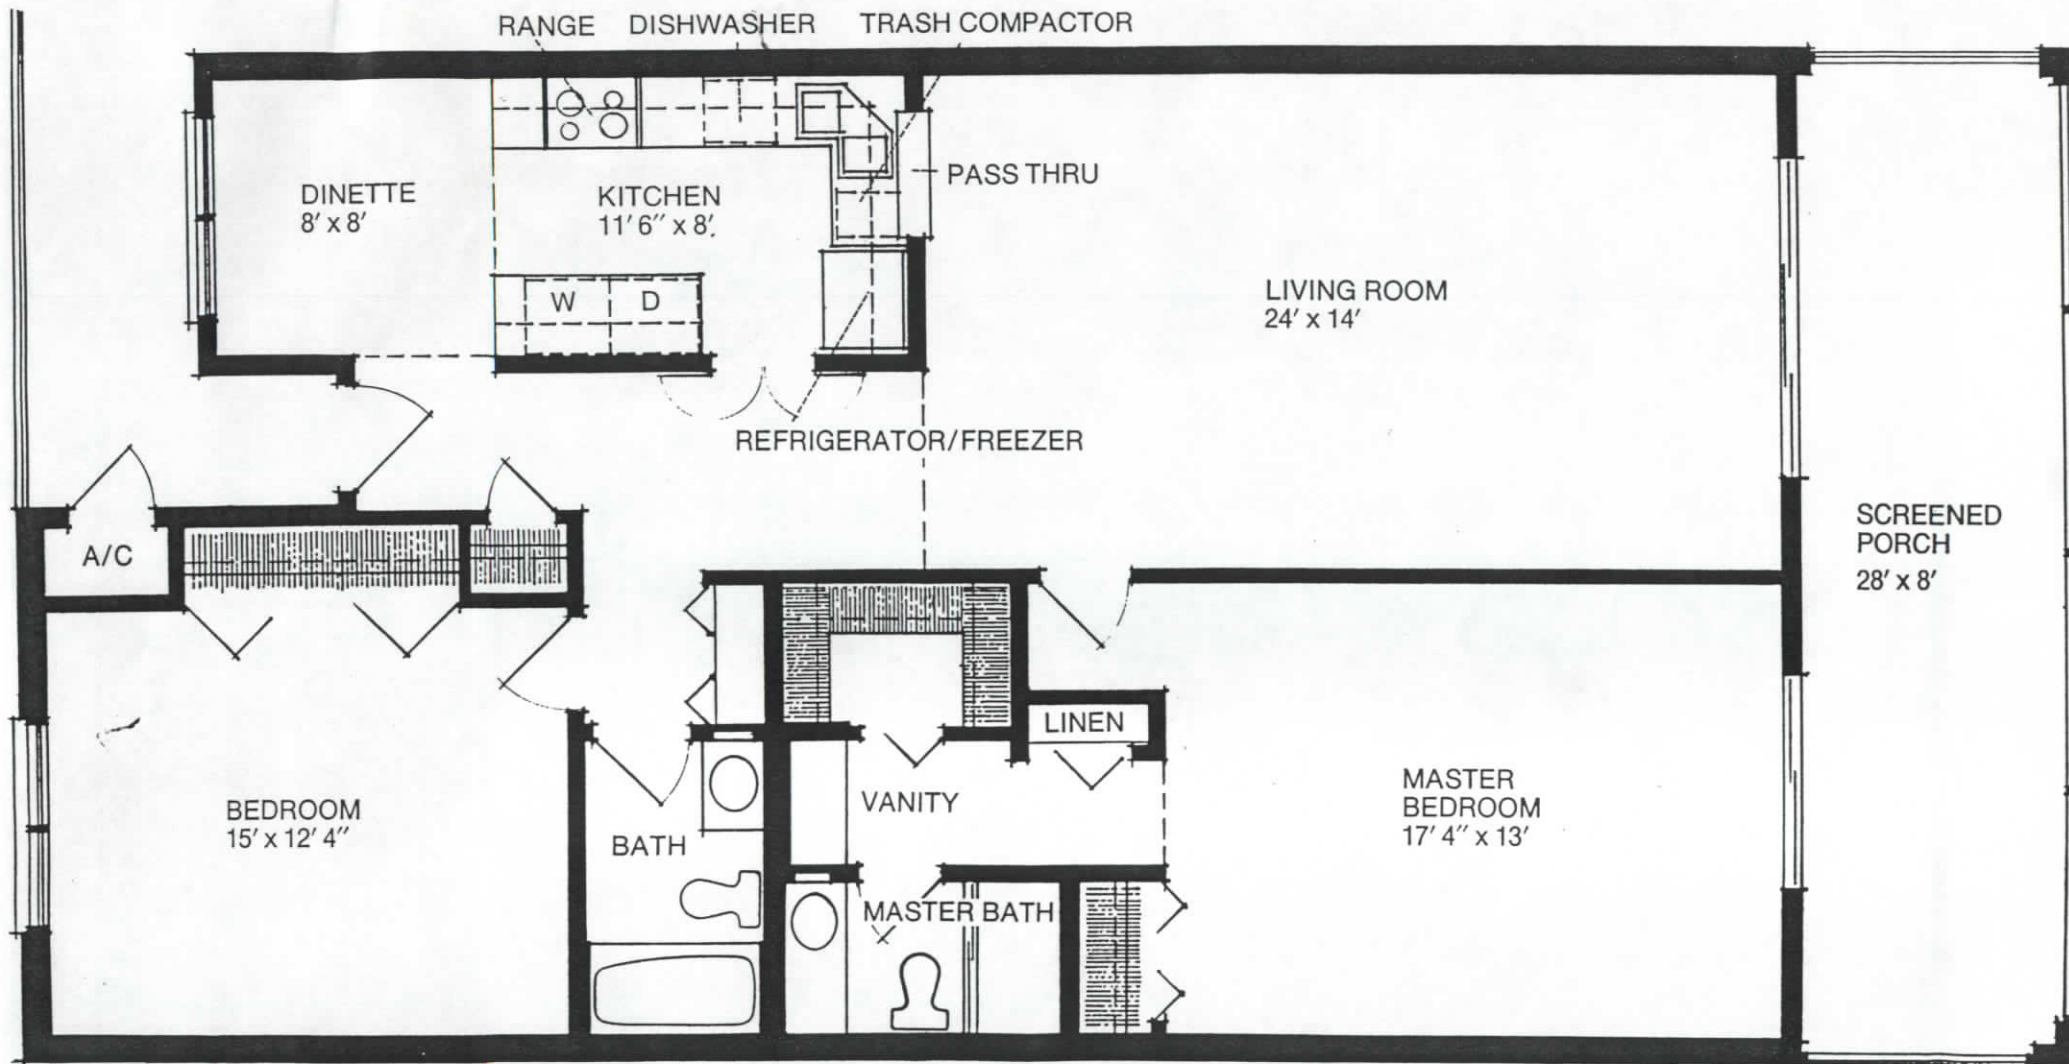 RANGE
DISHWASHER
TRASH COMPACTOR
DINETTE
8' x 8'
KITCHEN
11' 6" x 8'
PASS THRU
W
D
LIVING ROOM
24' x 14'
REFRIGERATOR/FREEZER
A/C
SCREENED
PORCH
28' x 8'
LINEN
BEDROOM
15' x 12' 4"
BATH
VANITY
MASTER
BEDROOM
17' 4" x 13'
MASTER BATH